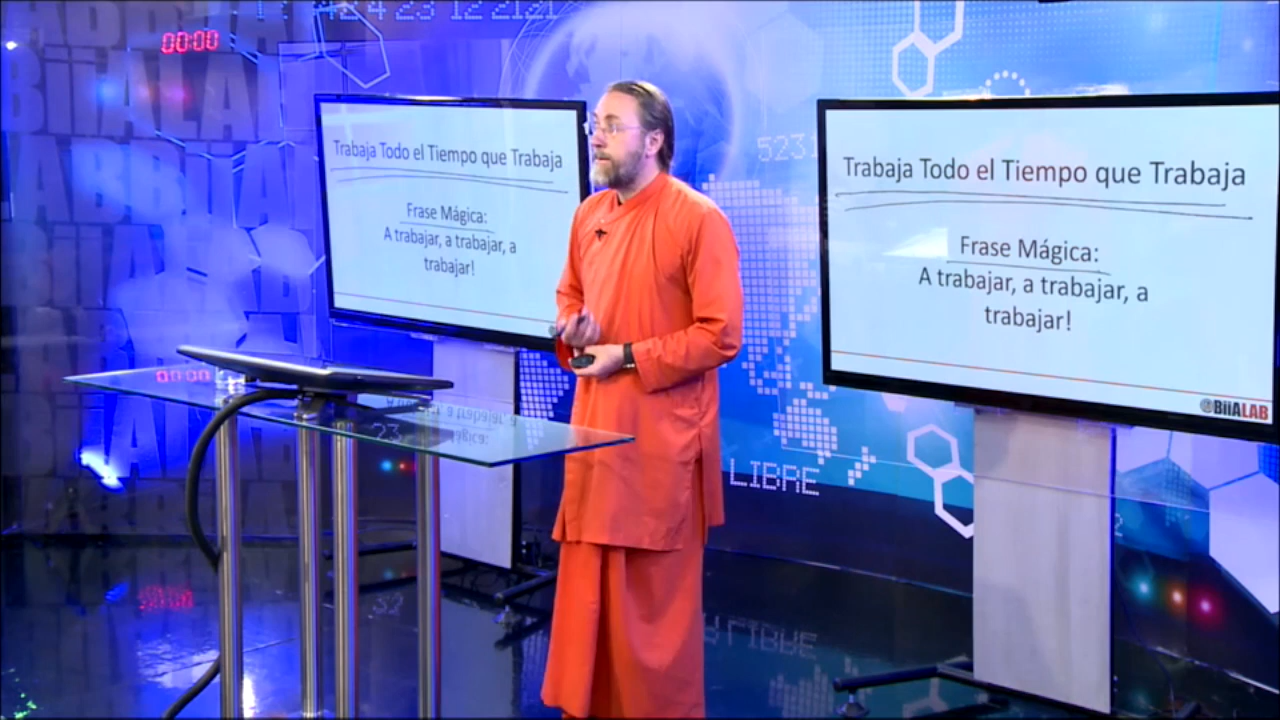 00:00
Trabaja Todo el Tiempo que Trabaja
Frase Mágica:
A trabajar, a trabajar, a
trabajar!
Trabaja Todo el Tiempo que Trabaja
Frase Mágica:
A trabajar, a trabajar, a
trabajar!
@BiiALAB
5231
LIBRE